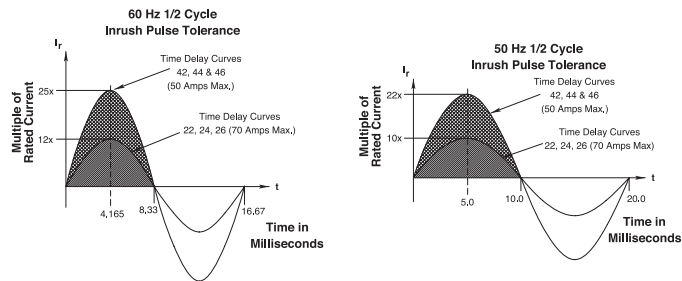 60 Hz 1/2 Cycle
Inrush Pulse Tolerance
Ir
Time Delay Curves
42, 44 & 46
(50 Amps Max.)
25x
Time Delay Curves
22, 24, 26 (70 Amps Max.)
12x
Multiple of
Rated Current
t
4,165
8,33
16,67
Time in
Milliseconds
50 Hz 1/2 Cycle
Inrush Pulse Tolerance
Ir
Time Delay Curves
42, 44 & 46
(50 Amps Max.)
22x
Time Delay Curves
22, 24, 26 (70 Amps Max)
10x
Multiple of
Rated Current
t
5.0
10.0
20.0
Time in
Milliseconds